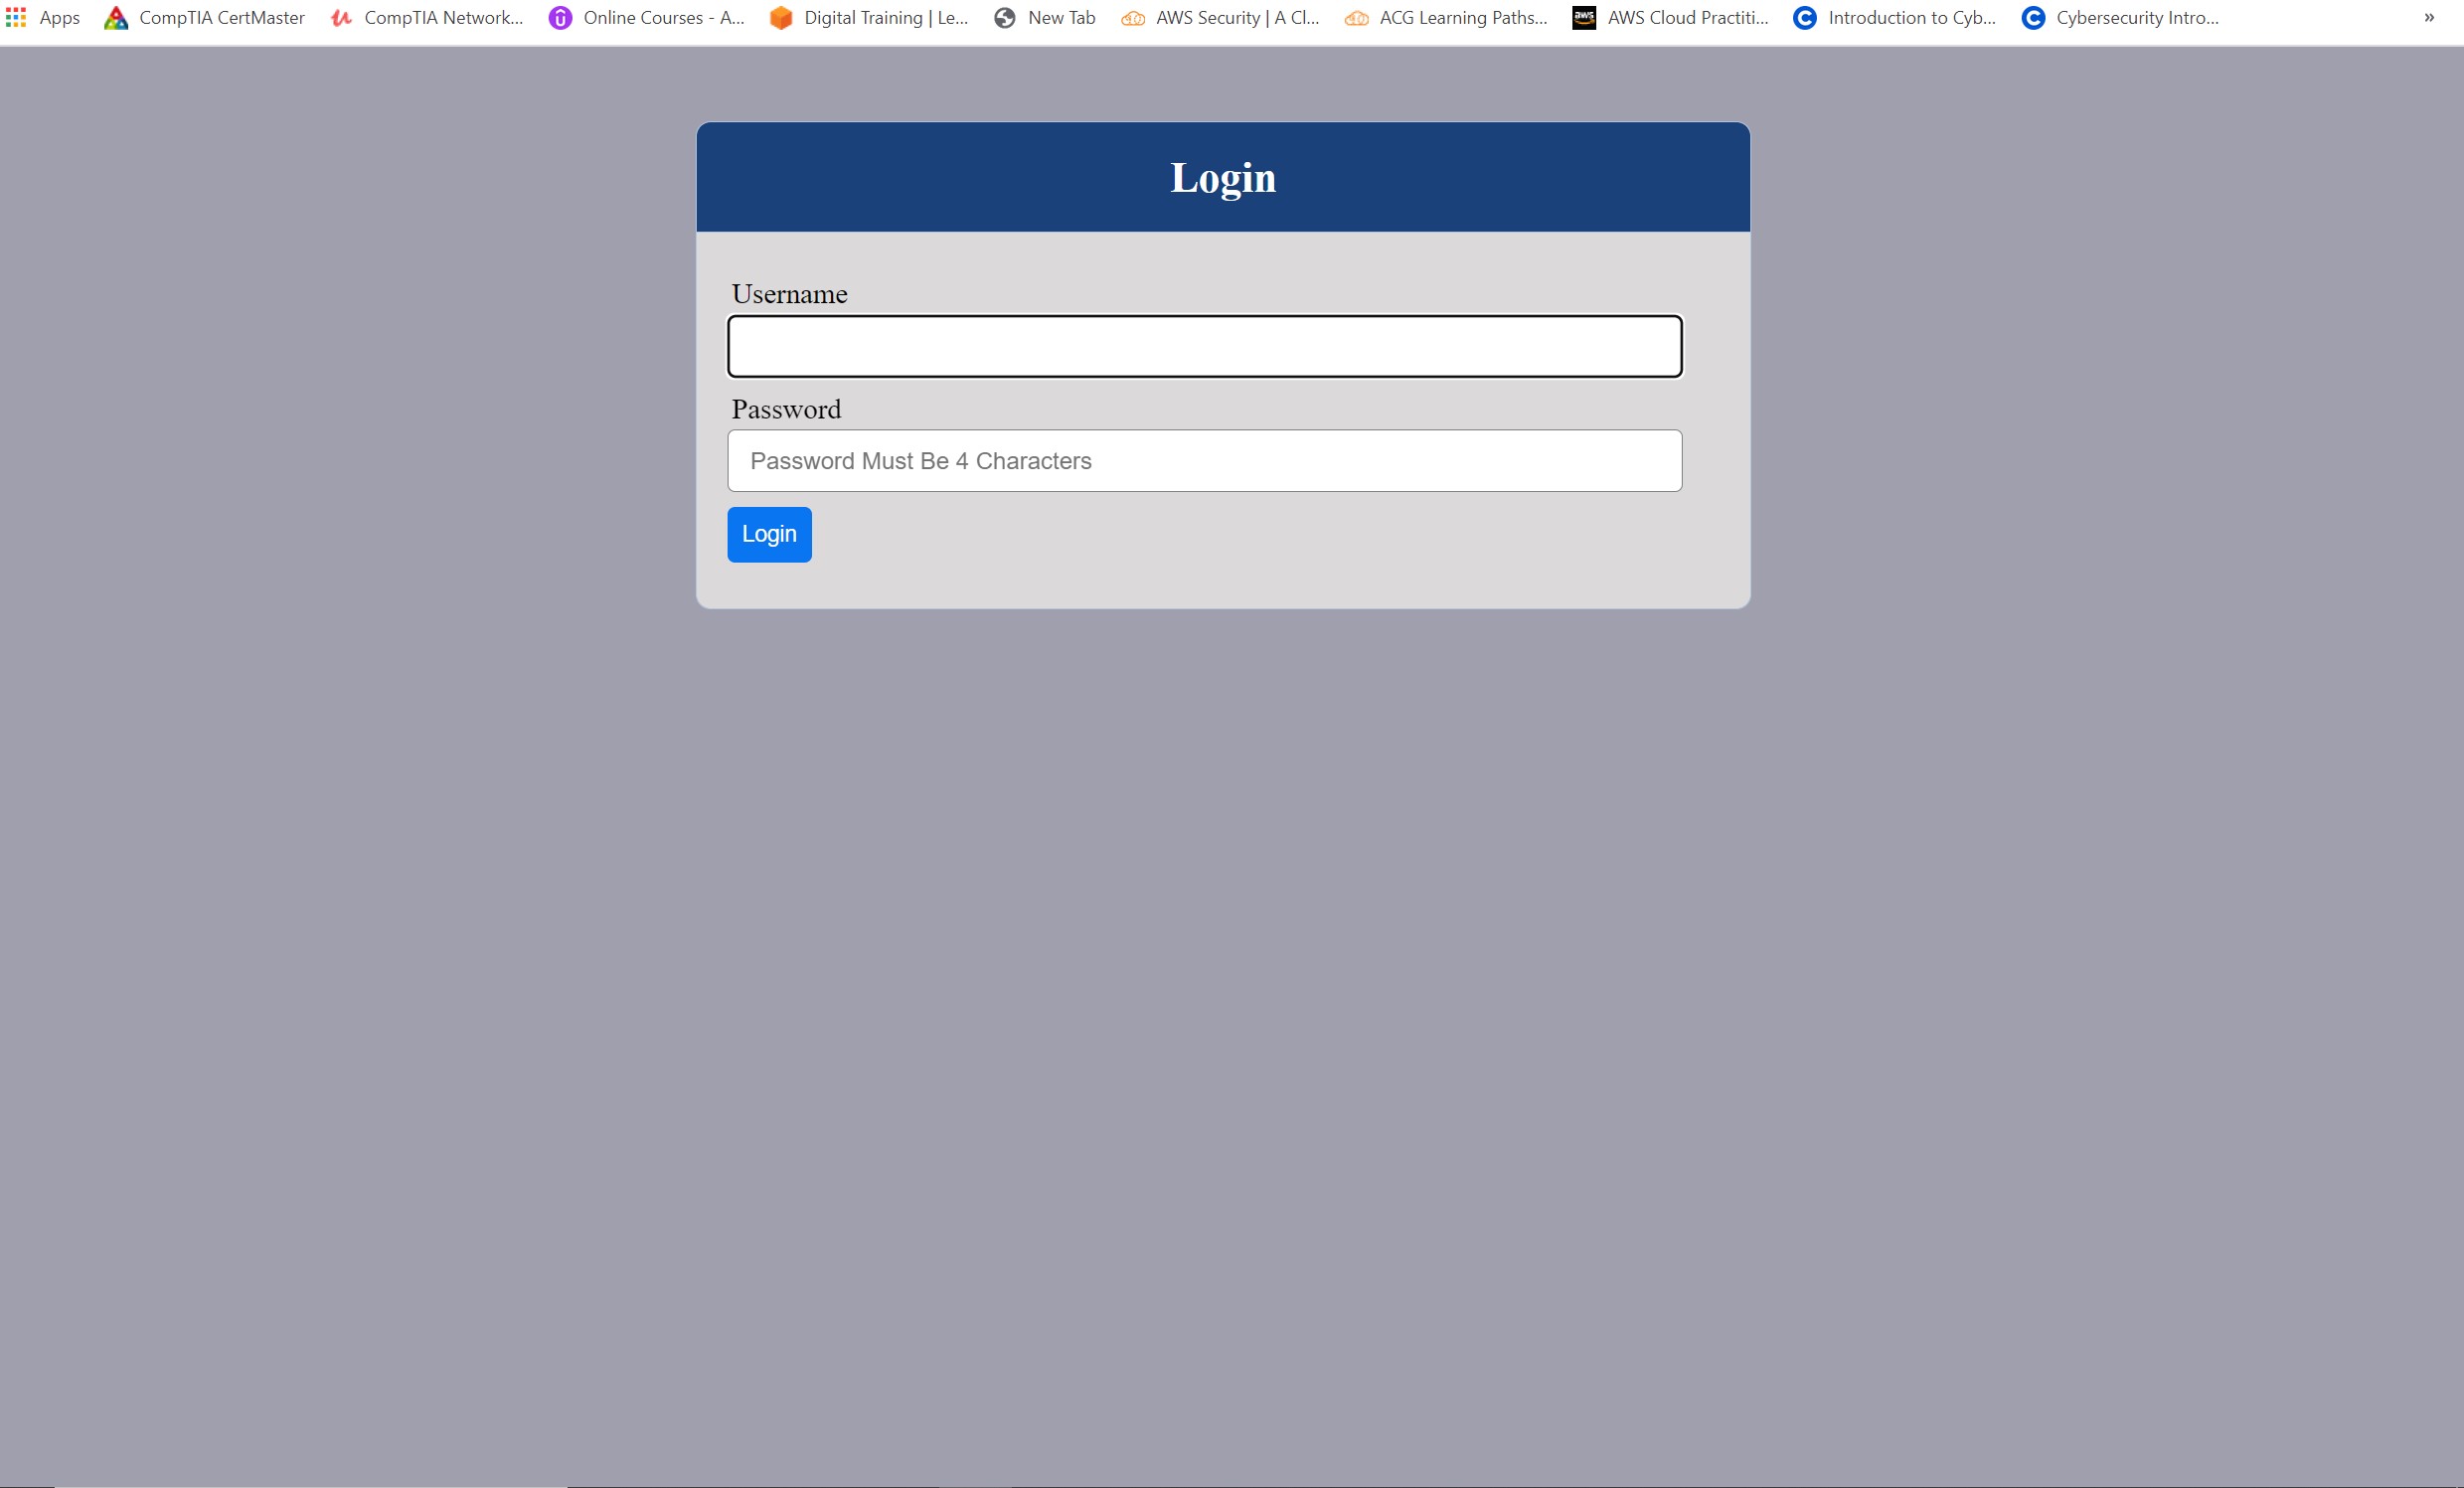 Apps CompTIA CertMaster CompTIA Network... Online Courses - A... Digital Training | Le... New Tab AWS Security | A Cl... ACG Learning Paths... aws AWS Cloud Practiti... Introduction to Cyb... Cybersecurity Intro... »
Login
Username
Password
Password Must Be 4 Characters
Login